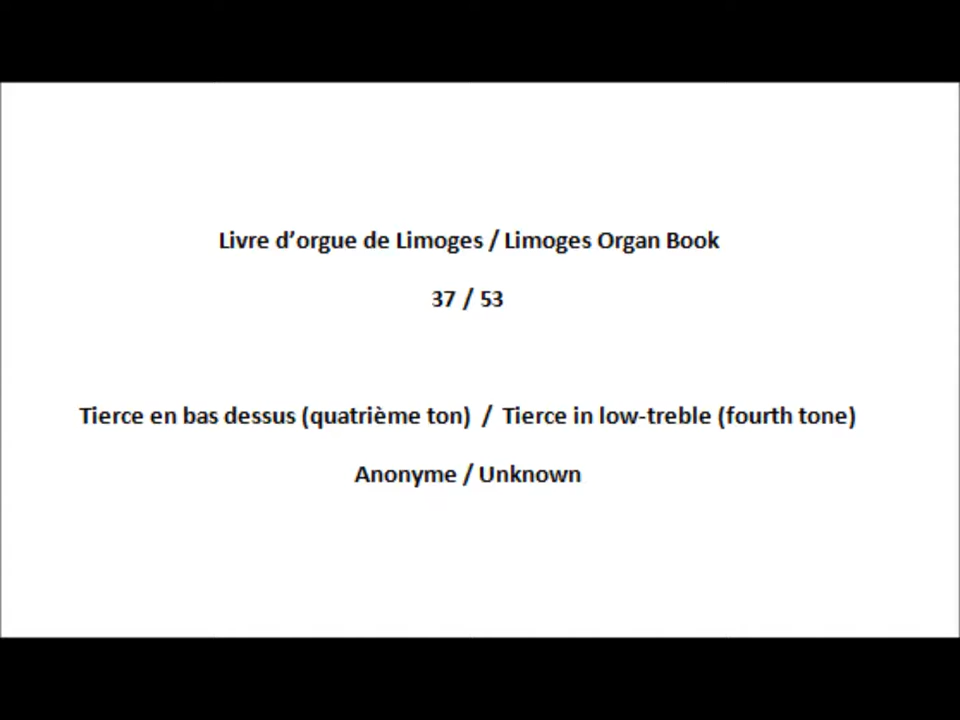 Livre d’orgue de Limoges / Limoges Organ Book
37 / 53
Tierce en bas dessus (quatrième ton) / Tierce in low-treble (fourth tone)
Anonyme / Unknown